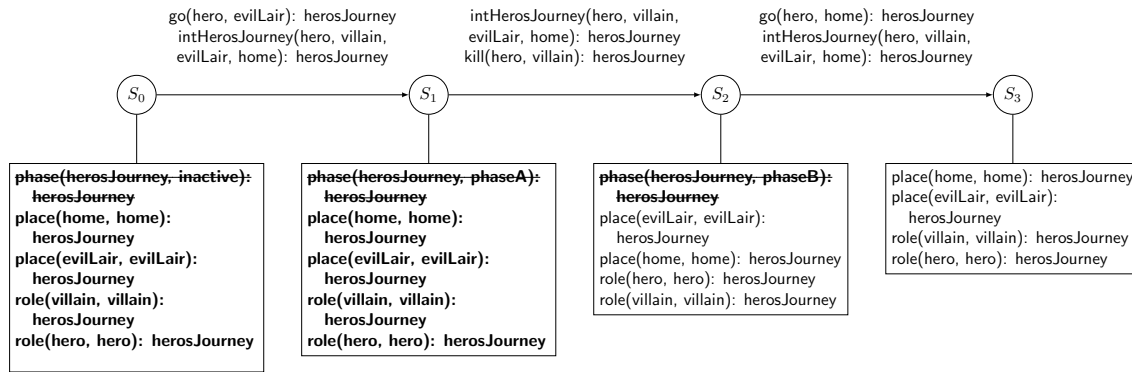 go(hero, evilLair): herosJourney
intHerosJourney(hero, villain,
evilLair, home): herosJourney
intHerosJourney(hero, villain,
evilLair, home): herosJourney
kill(hero, villain): herosJourney
go(hero, home): herosJourney
intHerosJourney(hero, villain,
evilLair, home): herosJourney
S0
S1
S2
S3
phase(herosJourney, inactive):
herosJourney
place(home, home):
herosJourney
place(evilLair, evilLair):
herosJourney
role(villain, villain):
herosJourney
role(hero, hero): herosJourney
phase(herosJourney, phaseA):
herosJourney
place(home, home):
herosJourney
place(evilLair, evilLair):
herosJourney
role(villain, villain):
herosJourney
role(hero, hero): herosJourney
phase(herosJourney, phaseB):
herosJourney
place(evilLair, evilLair):
herosJourney
place(home, home): herosJourney
role(hero, hero): herosJourney
role(villain, villain): herosJourney
place(home, home): herosJourney
place(evilLair, evilLair):
herosJourney
role(villain, villain): herosJourney
role(hero, hero): herosJourney